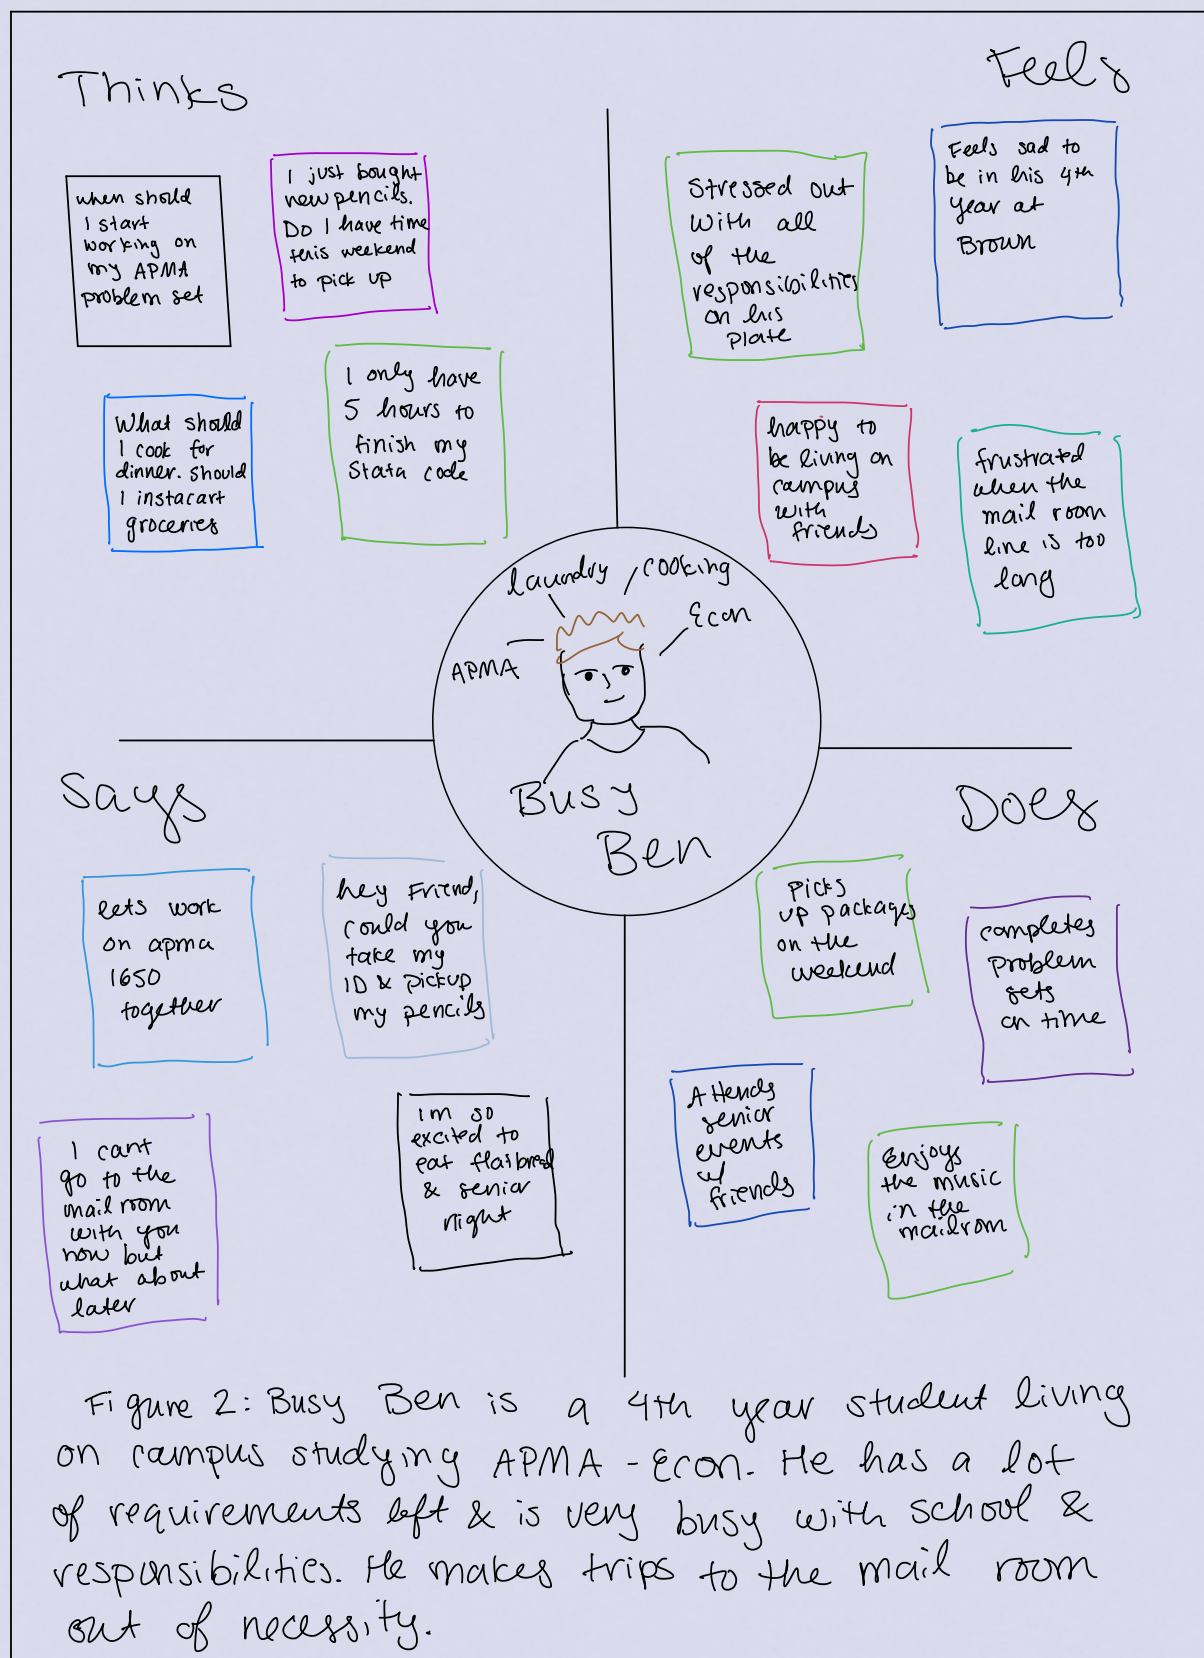 Thinks
when should
I start
working on
my APMA
problem set
I just bought
new pencils.
Do I have time
this weekend
to pick up
What should
I cook for
dinner. should
I instacart
groceries
I only have
5 hours to
finish my
Stata code
Feels
Stressed out
with all
of the
responsibilities
on his
plate
Feels sad to
be in his 4th
year at
Brown
happy to
be living on
campus
with
friends
frustrated
when the
mail room
line is too
long
laundry
cooking
Econ
APMA
Busy
Ben
Says
lets work
on apma
1650
together
hey Friend,
could you
take my
ID & pickup
my pencils
I cant
go to the
mail room
with you
now but
what about
later
im so
excited to
eat flatbread
& senior
night
Does
picks
up packages
on the
weekend
completes
problem
sets
on time
Attends
senior
events
w/
friends
enjoys
the music
in the
mailrom
Figure 2: Busy Ben is a 4th year student living
on campus studying APMA - Econ. He has a lot
of requirements left & is very busy with school &
responsibilities. He makes trips to the mail room
out of necessity.